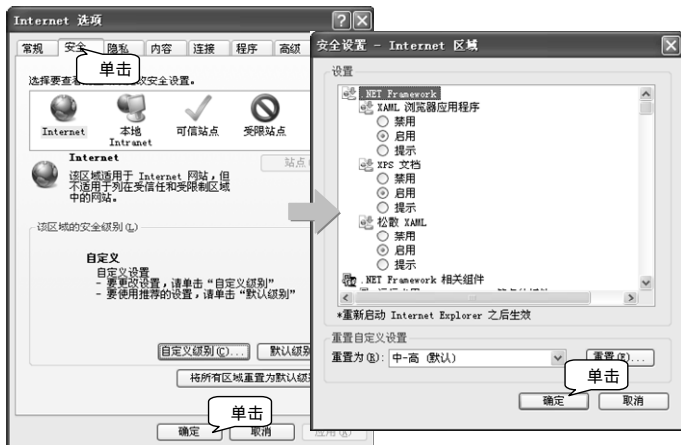 Internet 选项
常规 安全 隐私 内容 连接 程序 高级
单击
选择要查
安全设置。
Internet
本地
Intranet
可信站点
受限站点
Internet
该区域适用于 Internet 网站，但
不适用于列在受信任和受限制区域
中的网站。
站点
该区域的安全级别(L)
自定义
自定义设置
- 要更改设置，请单击“自定义级别”
- 要使用推荐的设置，请单击“默认级别”
自定义级别(C)...
默认级别
将所有区域重置为默认级
单击
确定
取消
应用(A)
安全设置 - Internet 区域
设置
.NET Framework
XAML 浏览器应用程序
禁用
启用
提示
XPS 文档
禁用
启用
提示
松散 XAML
禁用
启用
提示
.NET Framework 相关组件
*重新启动 Internet Explorer 之后生效
重置自定义设置
重置为(R): 中-高 (默认)
重置(E)...
单击
确定
取消